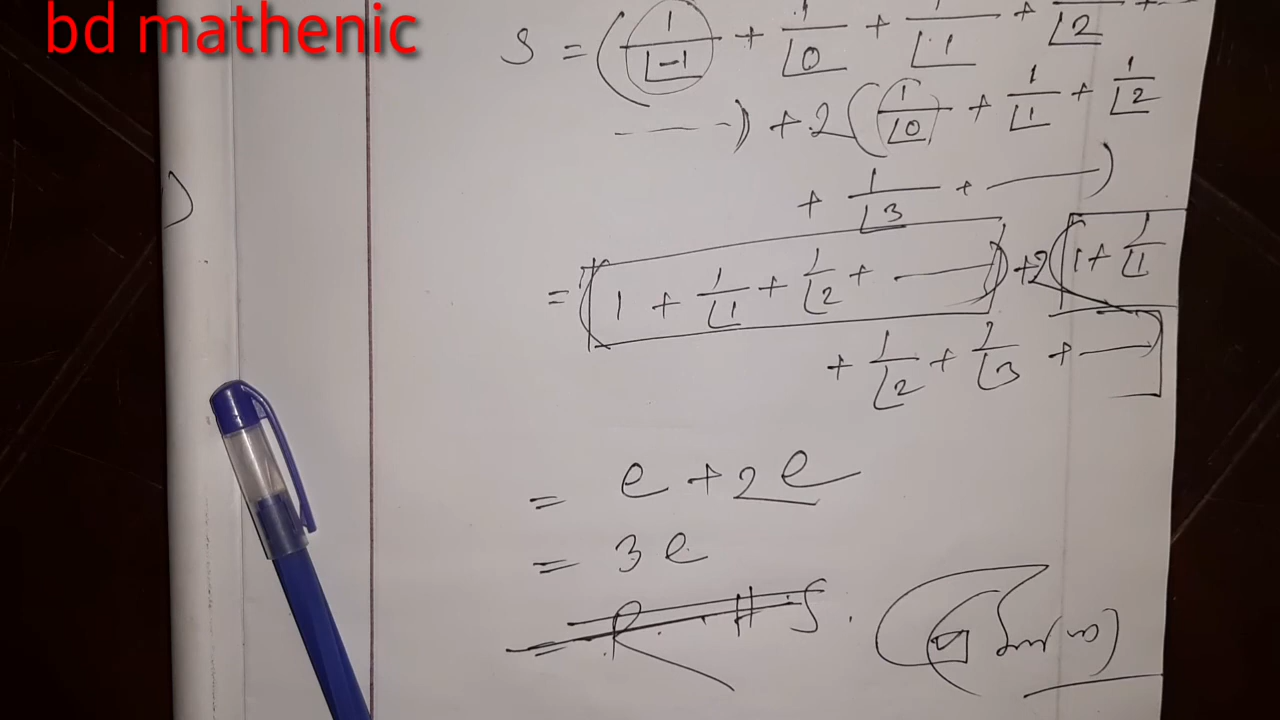 bd mathenic
S = (1/∟-1 + 1/∟0 + 1/∟1 + 1/∟2 + ---
------) + 2(1/∟0 + 1/∟1 + 1/∟2
+ 1/∟3 + ——)
= (1 + 1/∟1 + 1/∟2 + ——) + 2(1 + 1/∟1
+ 1/∟2 + 1/∟3 + ——)
= e + 2e
= 3e
= R.H.S.